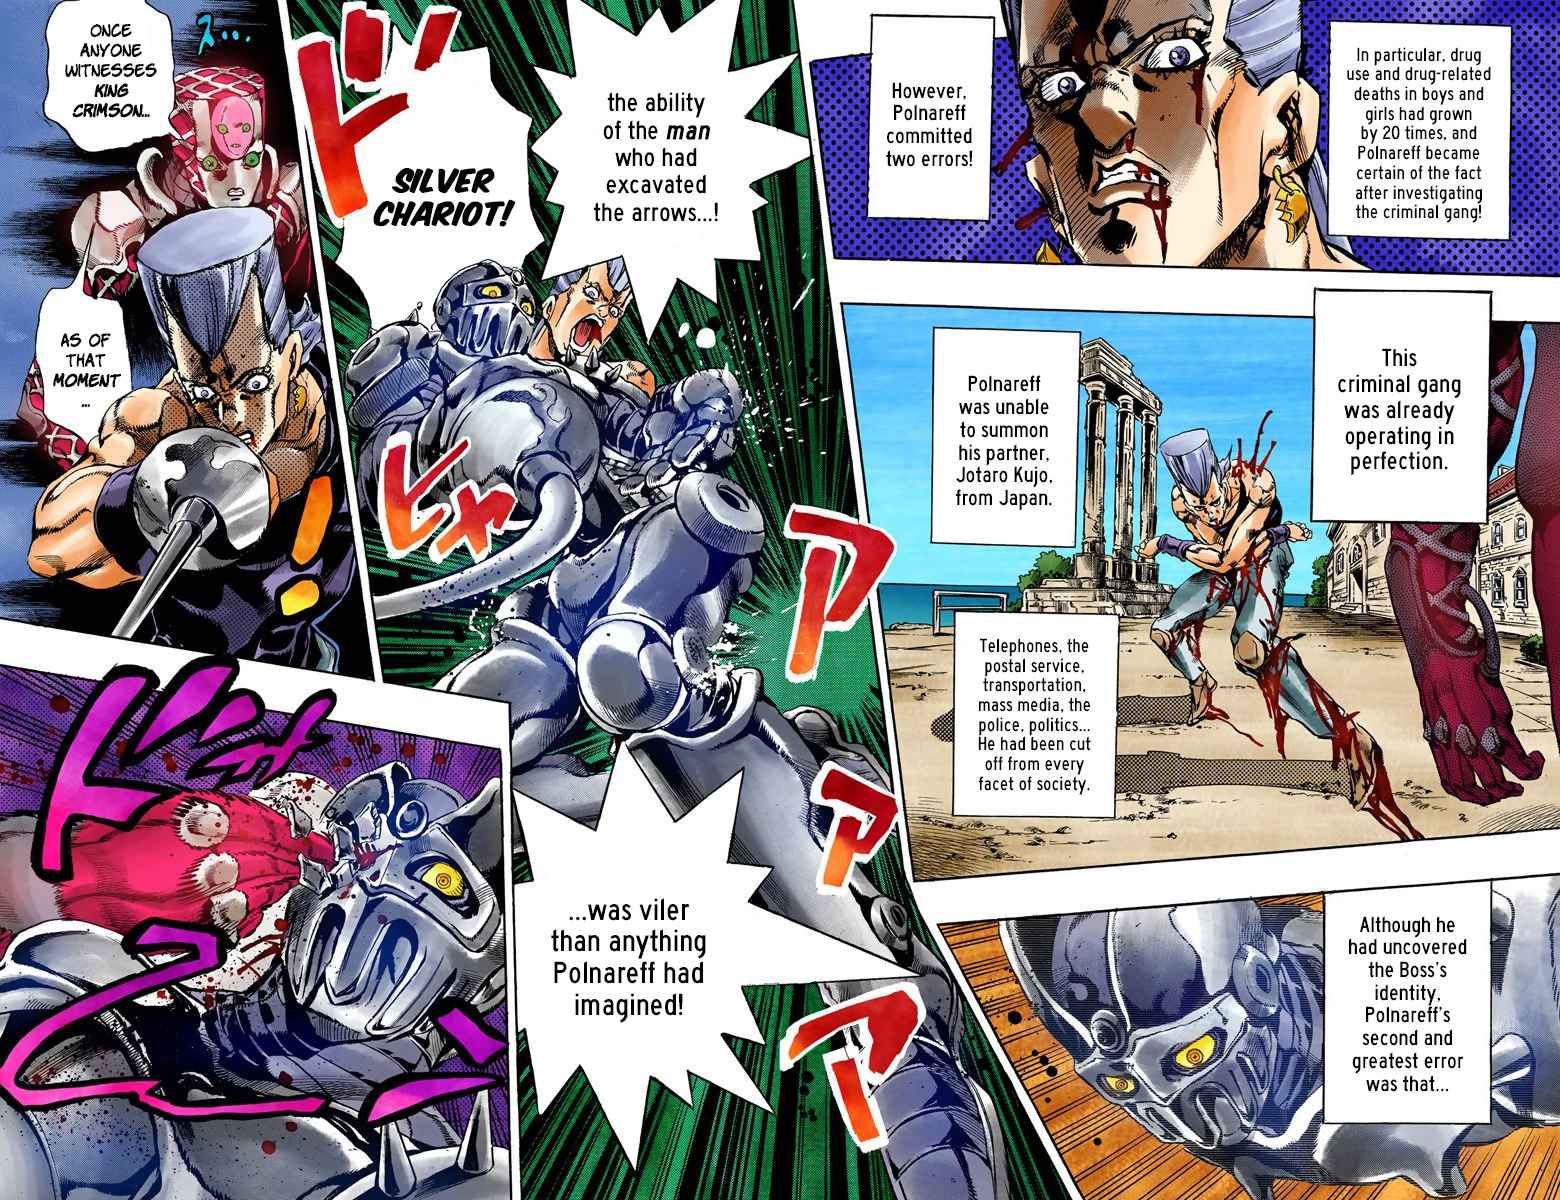 In particular, drug
use and drug-related
deaths in boys and
girls had grown
by 20 times, and
Polnareff became
certain of the fact
after investigating
the criminal gang!
However,
Polnareff
committed
two errors!
This
criminal gang
was already
operating in
perfection.
Polnareff
was unable
to summon
his partner,
Jotaro Kujo,
from Japan.
Telephones, the
postal service,
transportation,
mass media, the
police, politics...
He had been cut
off from every
facet of society.
Although he
had uncovered
the Boss's
identity,
Polnareff's
second and
greatest error
was that...
the ability
of the man
who had
excavated
the arrows...!
SILVER
CHARIOT!
ドヒャ
アアアア
...was viler
than anything
Polnareff had
imagined!
ス...
ONCE
ANYONE
WITNESSES
KING
CRIMSON...
AS OF
THAT
MOMENT
...
!!